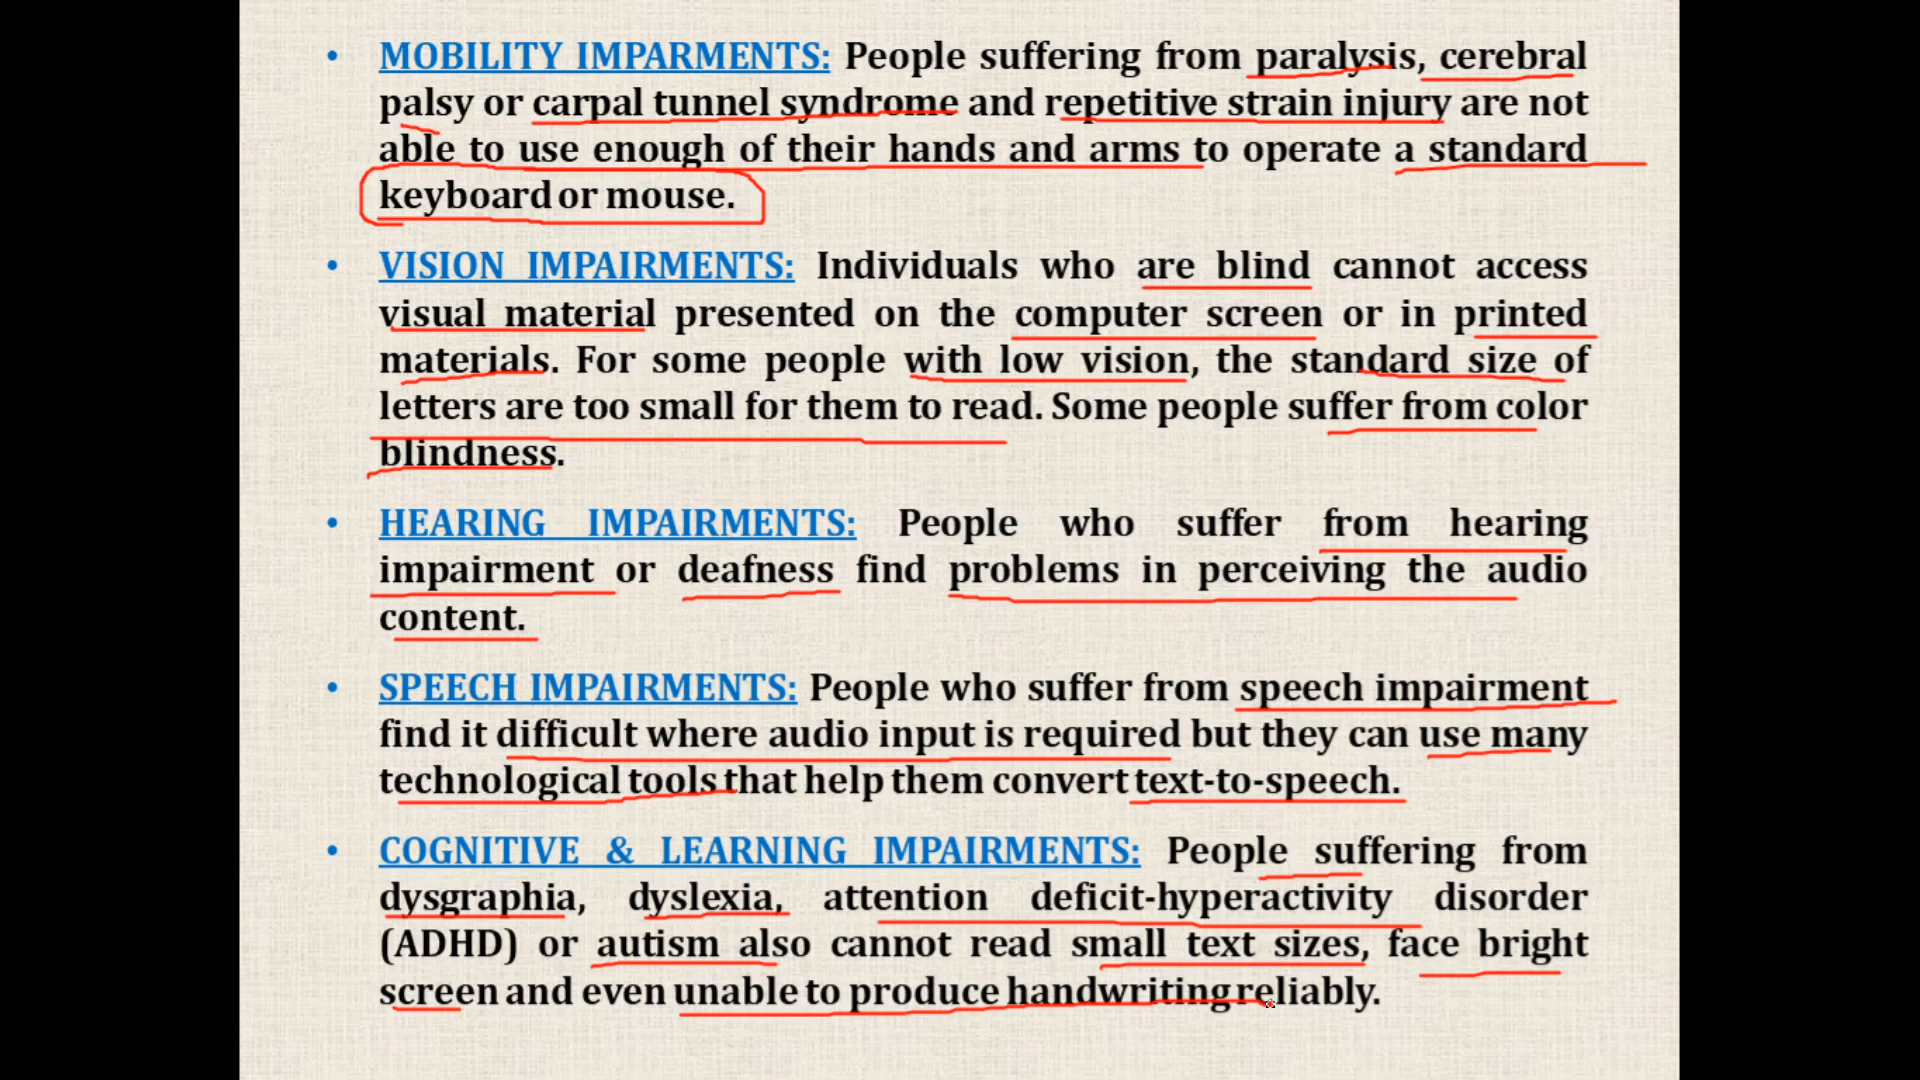 • MOBILITY IMPARMENTS: People suffering from paralysis, cerebral
palsy or carpal tunnel syndrome and repetitive strain injury are not
able to use enough of their hands and arms to operate a standard
keyboard or mouse.
• VISION IMPAIRMENTS: Individuals who are blind cannot access
visual material presented on the computer screen or in printed
materials. For some people with low vision, the standard size of
letters are too small for them to read. Some people suffer from color
blindness.
• HEARING IMPAIRMENTS: People who suffer from hearing
impairment or deafness find problems in perceiving the audio
content.
• SPEECH IMPAIRMENTS: People who suffer from speech impairment
find it difficult where audio input is required but they can use many
technological tools that help them convert text-to-speech.
• COGNITIVE & LEARNING IMPAIRMENTS: People suffering from
dysgraphia, dyslexia, attention deficit-hyperactivity disorder
(ADHD) or autism also cannot read small text sizes, face bright
screen and even unable to produce handwriting reliably.